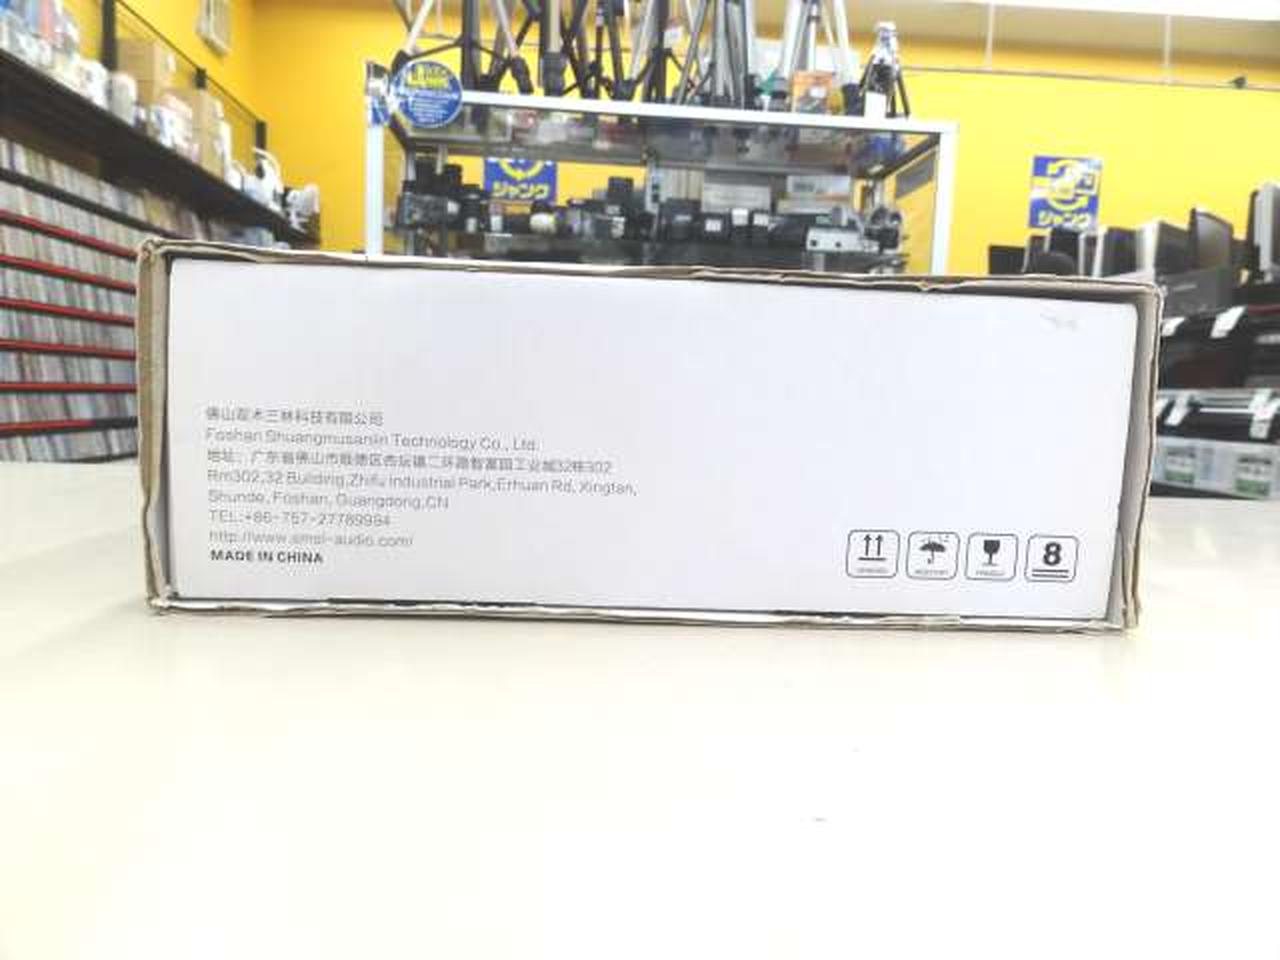 ジャンク
ジャンク
佛山双木三林科技有限公司
Foshan Shuangmusanlin Technology Co., Ltd.
地址：广东省佛山市顺德区杏坛镇二环路智富园工业城32栋302
Rm302,32 Building,Zhifu Industrial Park,Erhuan Rd, Xingtan,
Shunde, Foshan, Guangdong,CN
TEL:+86-757-27789994
http://www.smsl-audio.com/
MADE IN CHINA
8